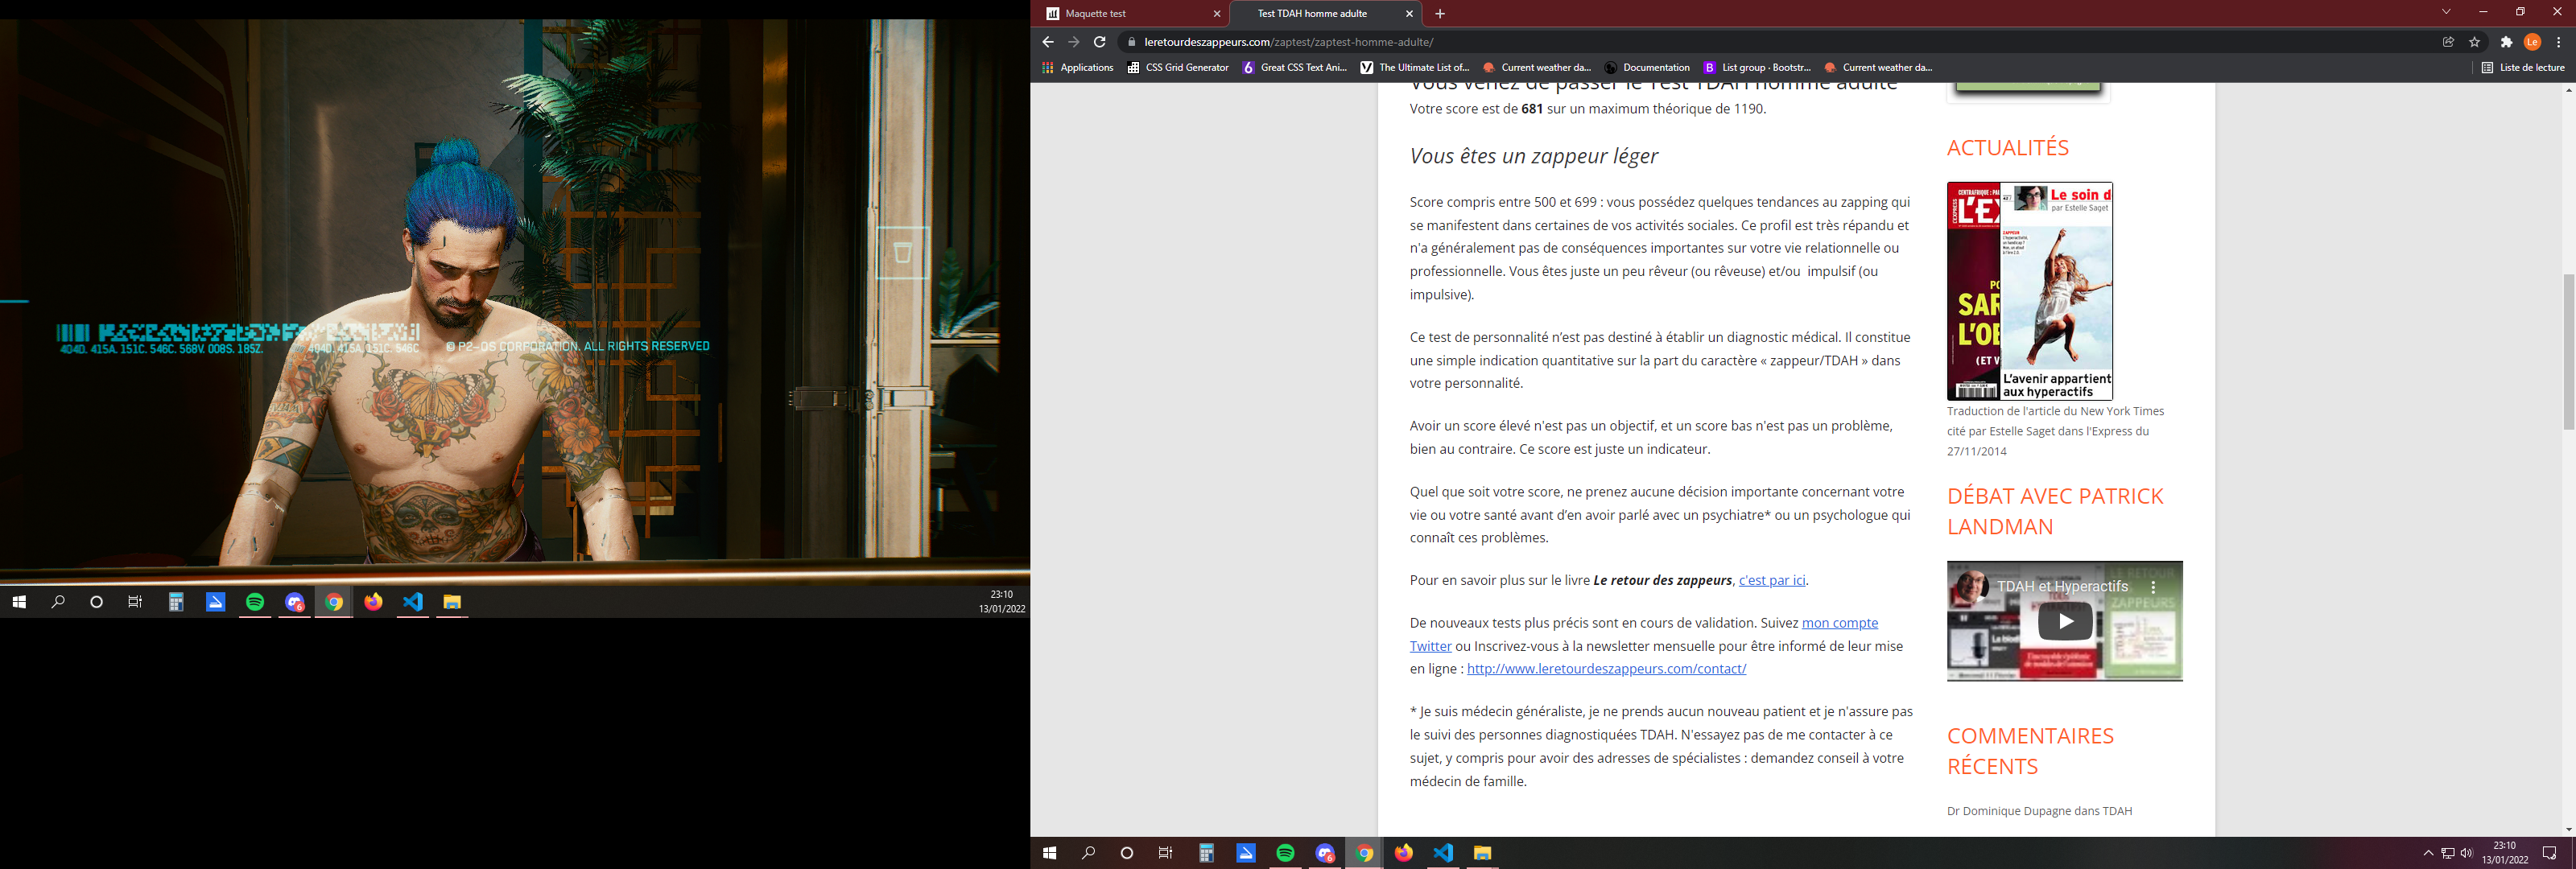 404D. 415A. 151C. 546C. 568V. 008S. 185Z.
404D. 415A. 151C. 546C
© P2-06 CORPORATION. ALL RIGHTS RESERVED
6
23:10
13/01/2022
Maquette test
Test TDAH homme adulte
leretourdeszappeurs.com/zaptest/zaptest-homme-adulte/
Le
Applications
CSS Grid Generator
Great CSS Text Ani...
The Ultimate List of...
Current weather da...
Documentation
List group · Bootstr...
Current weather da...
Liste de lecture
Vous venez de passer le Test TDAH homme adulte
Votre score est de 681 sur un maximum théorique de 1190.
Vous êtes un zappeur léger
Score compris entre 500 et 699 : vous possédez quelques tendances au zapping qui
se manifestent dans certaines de vos activités sociales. Ce profil est très répandu et
n'a généralement pas de conséquences importantes sur votre vie relationnelle ou
professionnelle. Vous êtes juste un peu rêveur (ou rêveuse) et/ou  impulsif (ou
impulsive).
Ce test de personnalité n’est pas destiné à établir un diagnostic médical. Il constitue
une simple indication quantitative sur la part du caractère « zappeur/TDAH » dans
votre personnalité.
Avoir un score élevé n'est pas un objectif, et un score bas n'est pas un problème,
bien au contraire. Ce score est juste un indicateur.
Quel que soit votre score, ne prenez aucune décision importante concernant votre
vie ou votre santé avant d’en avoir parlé avec un psychiatre* ou un psychologue qui
connaît ces problèmes.
Pour en savoir plus sur le livre Le retour des zappeurs, c'est par ici.
De nouveaux tests plus précis sont en cours de validation. Suivez mon compte
Twitter ou Inscrivez-vous à la newsletter mensuelle pour être informé de leur mise
en ligne : http://www.leretourdeszappeurs.com/contact/
* Je suis médecin généraliste, je ne prends aucun nouveau patient et je n'assure pas
le suivi des personnes diagnostiquées TDAH. N'essayez pas de me contacter à ce
sujet, y compris pour avoir des adresses de spécialistes : demandez conseil à votre
médecin de famille.
ACTUALITÉS
L'EX
SAR
L'OB
(ET V
Le soin d
par Estelle Saget
L’avenir appartient
aux hyperactifs
Traduction de l'article du New York Times
cité par Estelle Saget dans l'Express du
27/11/2014
DÉBAT AVEC PATRICK
LANDMAN
TDAH et Hyperactifs
ZAPPEURS
COMMENTAIRES
RÉCENTS
Dr Dominique Dupagne dans TDAH
6
23:10
13/01/2022